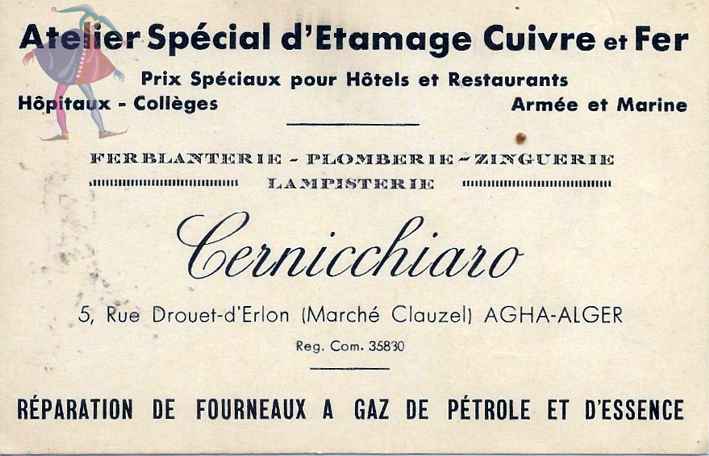 Atelier Spécial d'Etamage Cuivre et Fer
Prix Spéciaux pour Hôtels et Restaurants
Hôpitaux - Collèges Armée et Marine
FERBLANTERIE - PLOMBERIE - ZINGUERIE
LAMPISTERIE
Cernicchiaro
5, Rue Drouet-d'Erlon (Marché Clauzel) AGHA-ALGER
Reg. Com. 35830
RÉPARATION DE FOURNEAUX A GAZ DE PÉTROLE ET D'ESSENCE